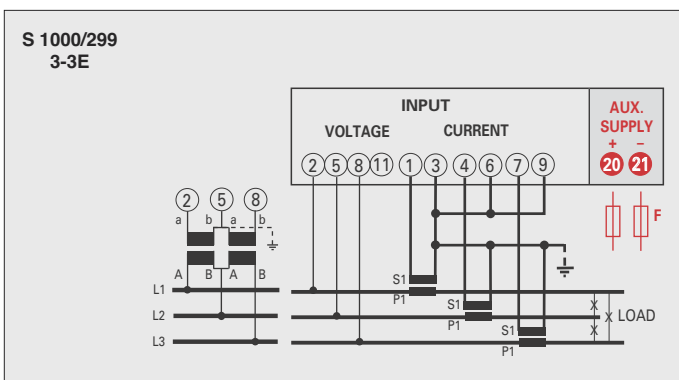 S 1000/299
3-3E
INPUT
VOLTAGE CURRENT
2 5 8 11 1 3 4 6 7 9
AUX.
SUPPLY
+ –
20 21
F
2 5 8
a b a b
A B A B
L1
L2
L3
S1
P1
S1
P1
S1
P1
X
X X LOAD